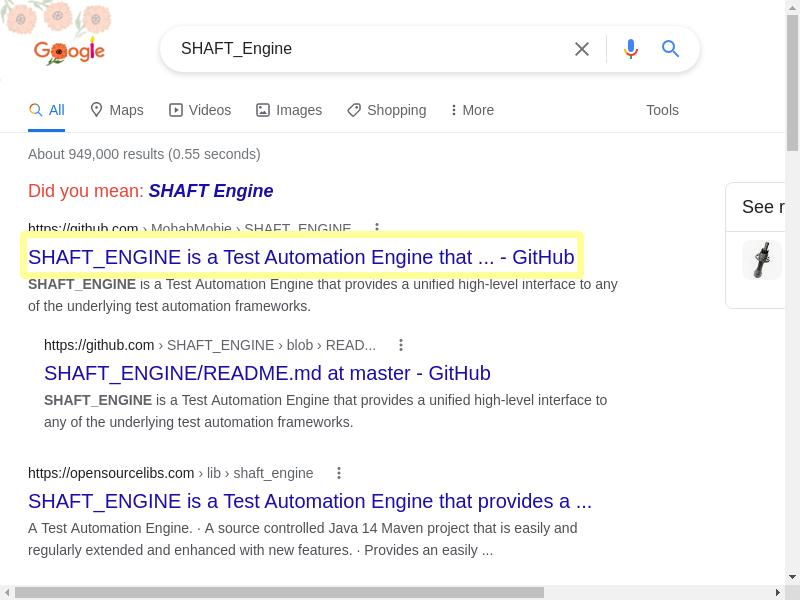 Google
SHAFT_Engine
All Maps Videos Images Shopping More Tools
About 949,000 results (0.55 seconds)
Did you mean: SHAFT Engine
See r
https://github.com › MohabMohie › SHAFT_ENGINE
SHAFT_ENGINE is a Test Automation Engine that ... - GitHub
SHAFT_ENGINE is a Test Automation Engine that provides a unified high-level interface to any
of the underlying test automation frameworks.
https://github.com › SHAFT_ENGINE › blob › READ...
SHAFT_ENGINE/README.md at master - GitHub
SHAFT_ENGINE is a Test Automation Engine that provides a unified high-level interface to
any of the underlying test automation frameworks.
https://opensourcelibs.com › lib › shaft_engine
SHAFT_ENGINE is a Test Automation Engine that provides a ...
A Test Automation Engine. · A source controlled Java 14 Maven project that is easily and
regularly extended and enhanced with new features. · Provides an easily ...